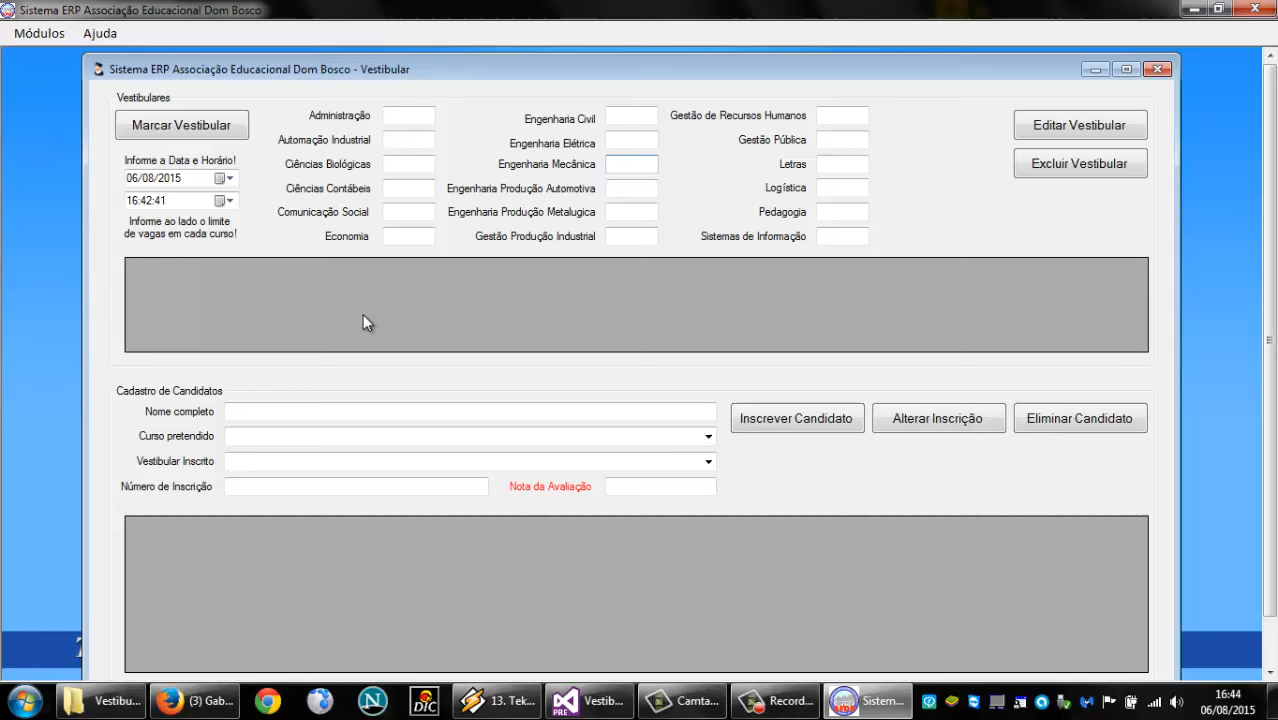 Sistema ERP Associação Educacional Dom Bosco
Módulos Ajuda
Sistema ERP Associação Educacional Dom Bosco - Vestibular
Vestibulares
Marcar Vestibular
Informe a Data e Horário!
06/08/2015
16:42:41
Informe ao lado o limite
de vagas em cada curso!
Administração
Automação Industrial
Ciências Biológicas
Ciências Contábeis
Comunicação Social
Economia
Engenharia Civil
Engenharia Elétrica
Engenharia Mecânica
Engenharia Produção Automotiva
Engenharia Produção Metalugica
Gestão Produção Industrial
Gestão de Recursos Humanos
Gestão Pública
Letras
Logística
Pedagogia
Sistemas de Informação
Editar Vestibular
Excluir Vestibular
Cadastro de Candidatos
Nome completo
Curso pretendido
Vestibular Inscrito
Número de Inscrição
Nota da Avaliação
Inscrever Candidato
Alterar Inscrição
Eliminar Candidato
Vestibu...
(3) Gab...
DIC
13. Tek...
PRE
Vestib...
Camta...
Record...
Sistem...
16:44
06/08/2015